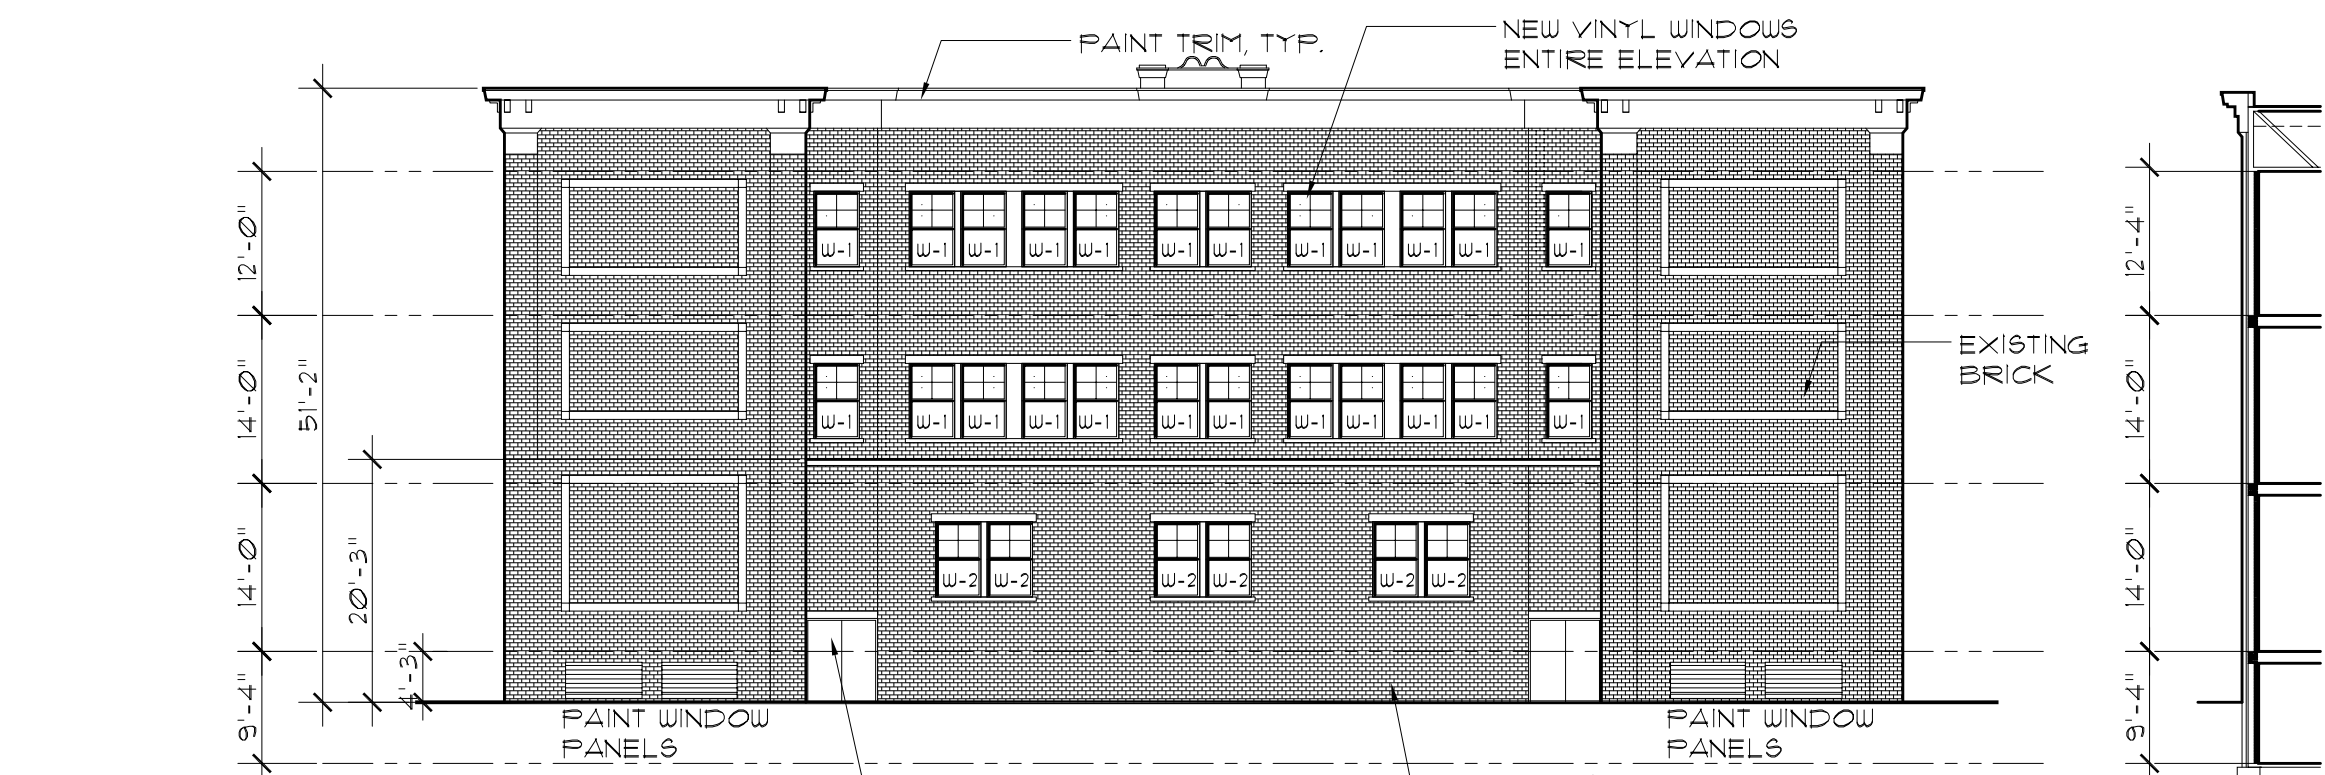 NEW VINYL WINDOWS
ENTIRE ELEVATION
PAINT TRIM, TYP.
12'-0"
12'-4"
W-1 W-1 W-1 W-1 W-1 W-1 W-1 W-1 W-1 W-1 W-1 W-1
EXISTING
BRICK
51'-2"
14'-0"
14'-0"
W-1 W-1 W-1 W-1 W-1 W-1 W-1 W-1 W-1 W-1 W-1 W-1
14'-0"
20'-3"
14'-0"
W-2 W-2 W-2 W-2 W-2 W-2
4'-3"
9'-4"
9'-4"
PAINT WINDOW
PANELS
PAINT WINDOW
PANELS